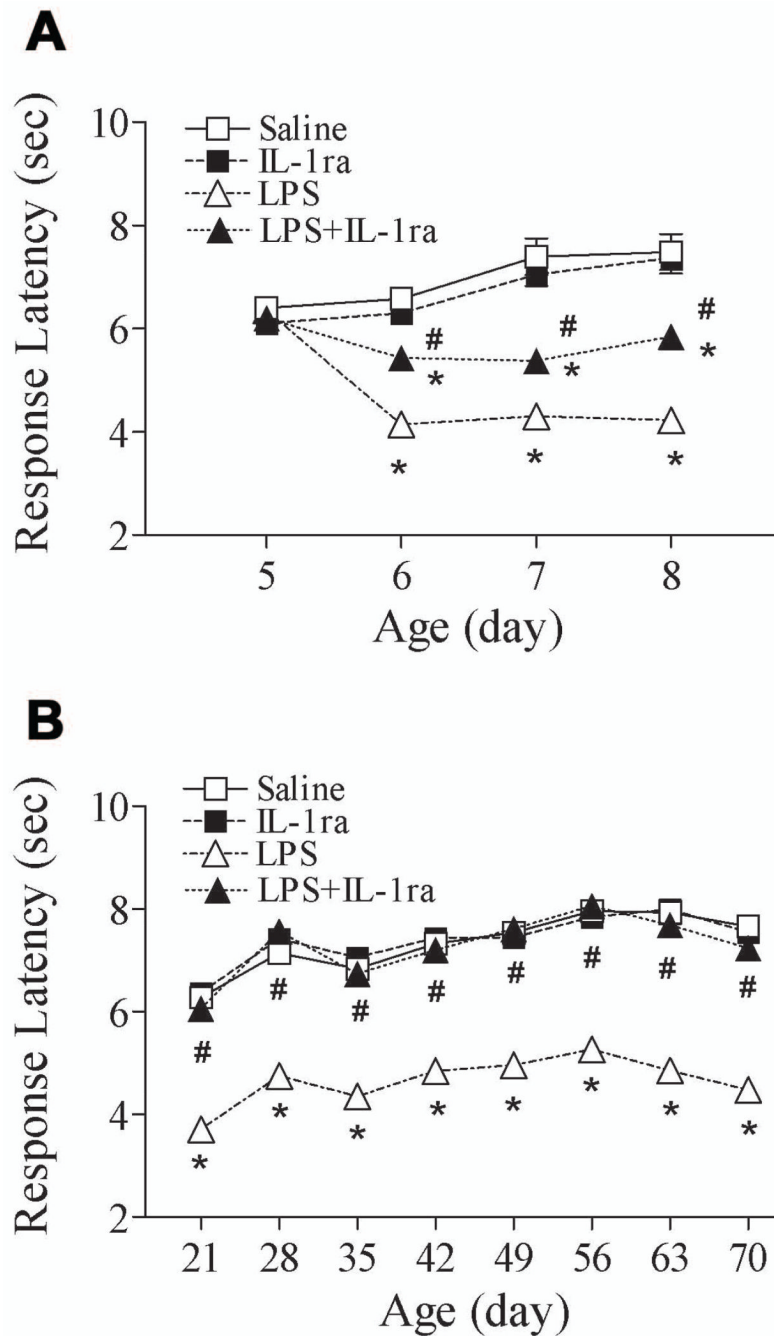 A
Response Latency (sec)
10
8
6
4
2
Saline
IL-1ra
LPS
LPS+IL-1ra
# # #
* * *
* * *
5 6 7 8
Age (day)
B
Response Latency (sec)
10
8
6
4
2
Saline
IL-1ra
LPS
LPS+IL-1ra
# # # # # # # #
* * * * * * * *
21 28 35 42 49 56 63 70
Age (day)